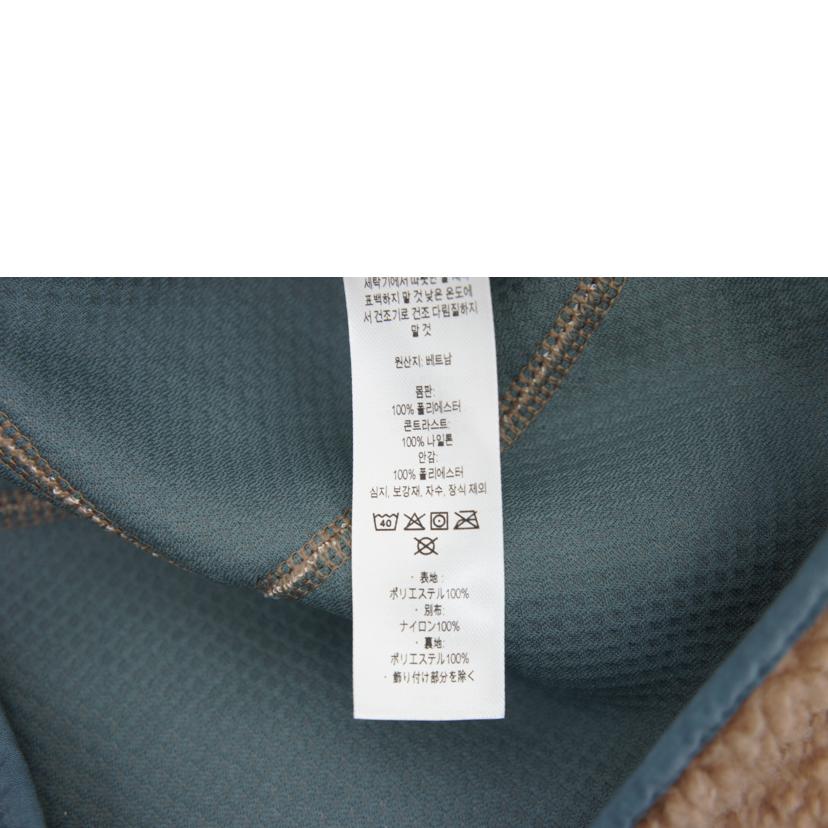 세탁기에서 따뜻한 물
표백하지 말 것 낮은 온도에
서 건조기로 건조 다림질하지
말 것
원산지: 베트남
몸판:
100% 폴리에스터
콘트라스트:
100% 나일론
안감:
100% 폴리에스터
심지, 보강재, 자수, 장식 제외
40
・ 表地 :
ポリエステル100%
・ 別布 :
ナイロン100%
・ 裏地:
ポリエステル100%
・ 飾り付け部分を除く